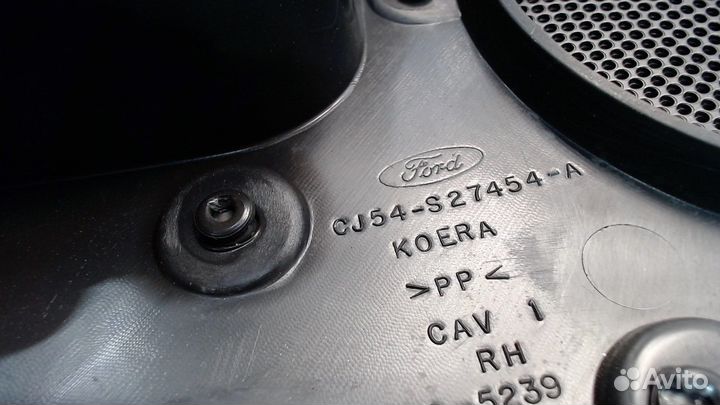 Ford
CJ54-S27454-A
KOERA
>PP<
CAV 1
RH
5239
Avito